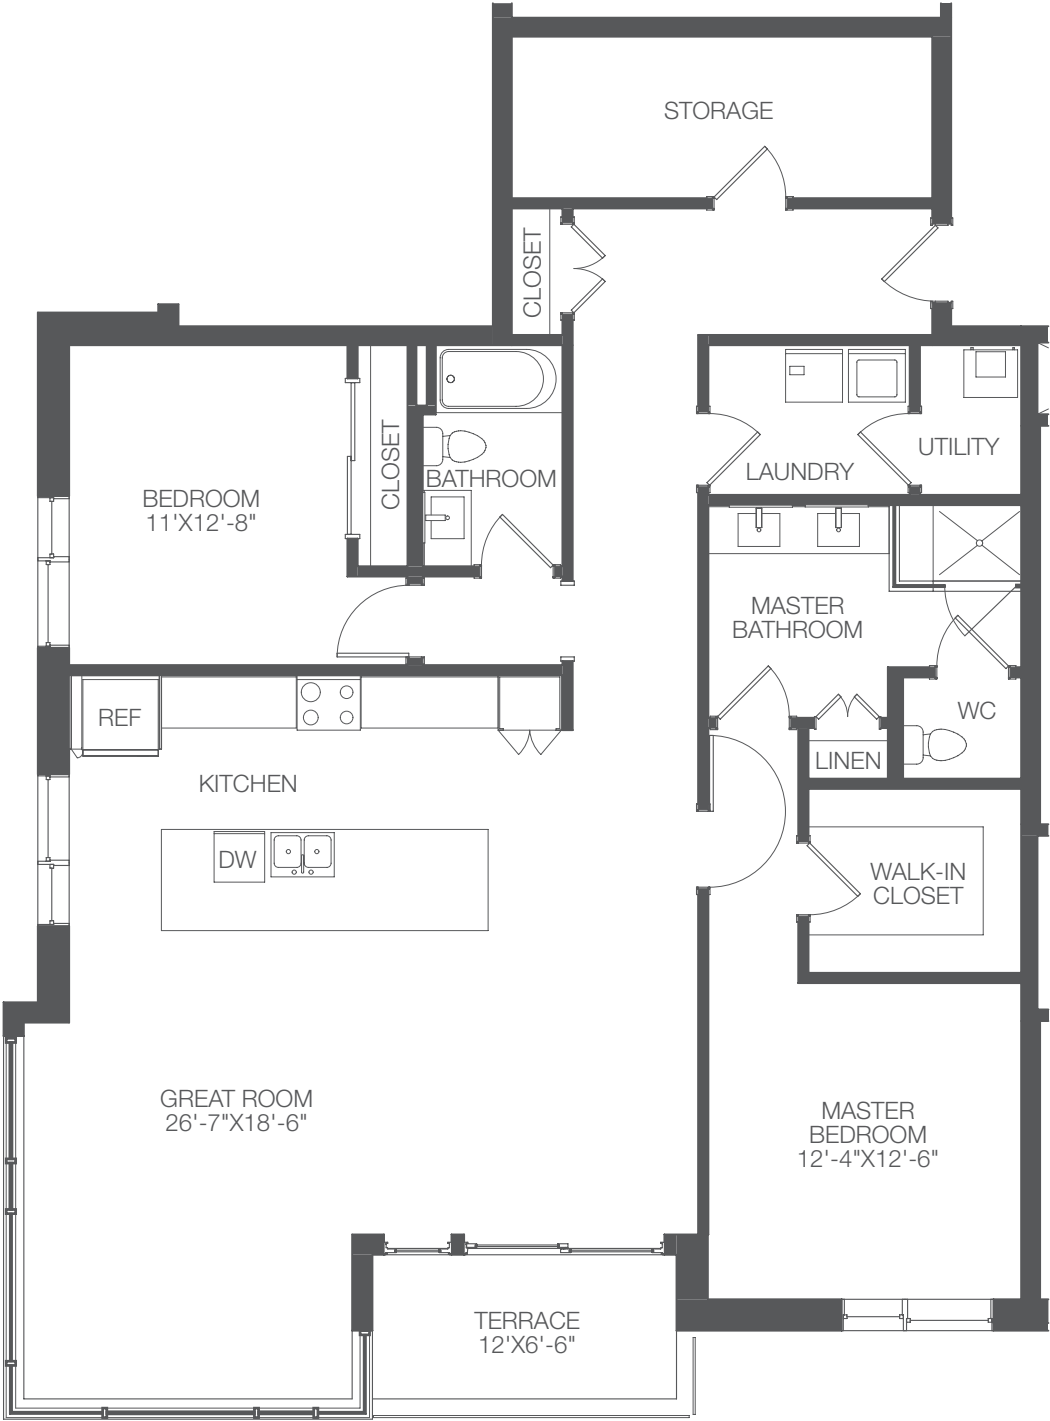 STORAGE
CLOSET
CLOSET
BEDROOM
11'X12'-8"
BATHROOM
LAUNDRY
UTILITY
MASTER
BATHROOM
WC
LINEN
REF
KITCHEN
DW
WALK-IN
CLOSET
GREAT ROOM
26'-7"X18'-6"
MASTER
BEDROOM
12'-4"X12'-6"
TERRACE
12'X6'-6"